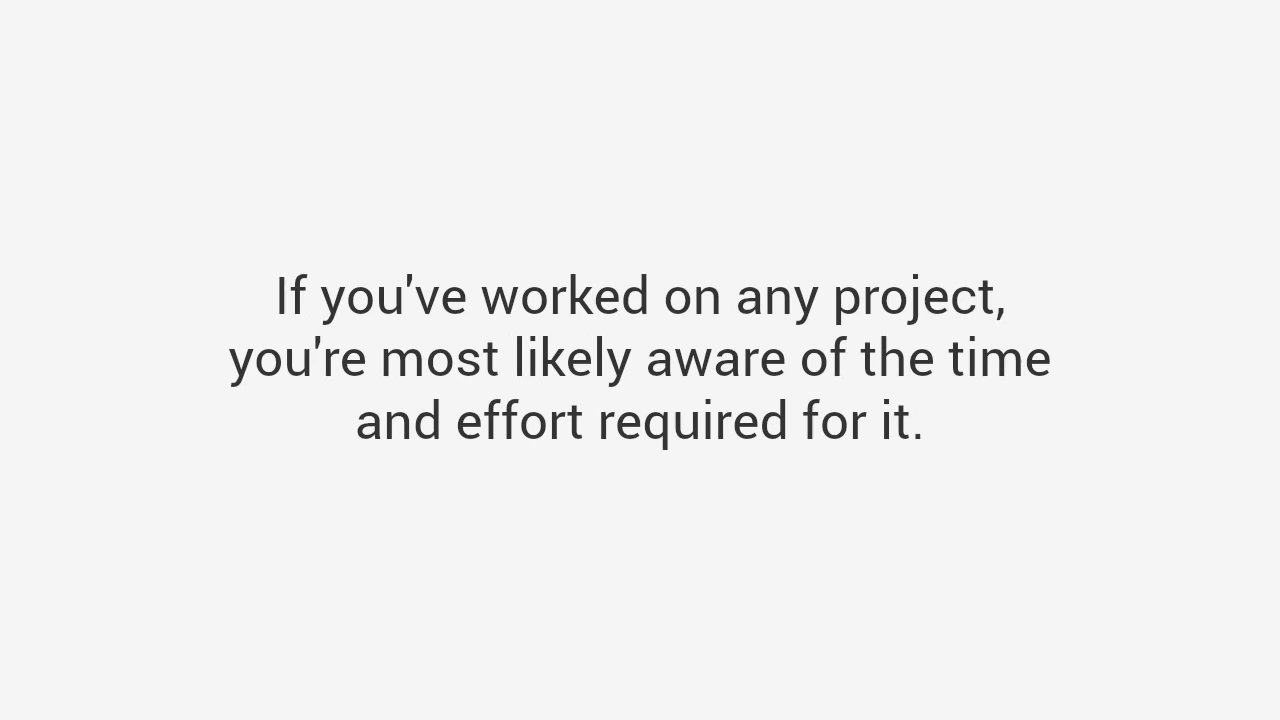 If you've worked on any project,
you're most likely aware of the time
and effort required for it.